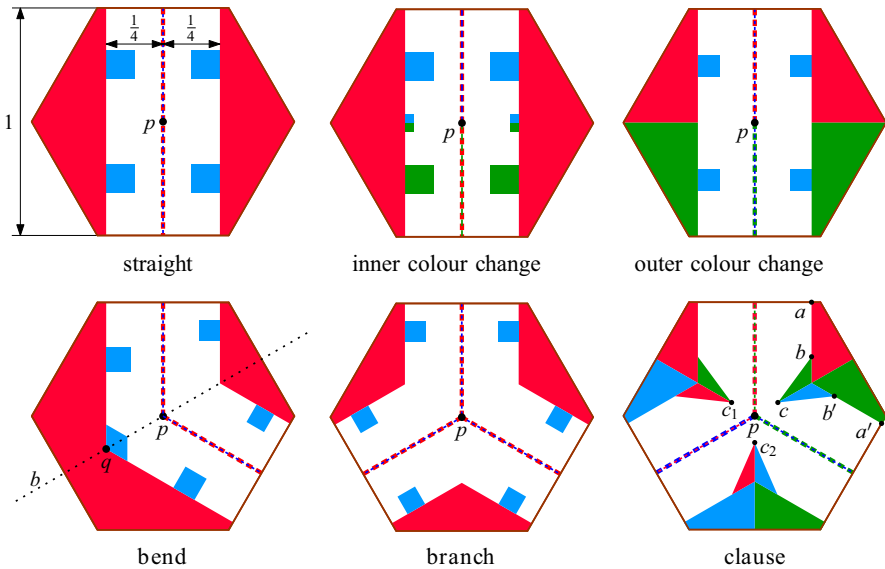 1/4 1/4
1
p
p
p
straight inner colour change outer colour change
a
b
c₁ c b′
p p p a′
b q c₂
bend branch clause